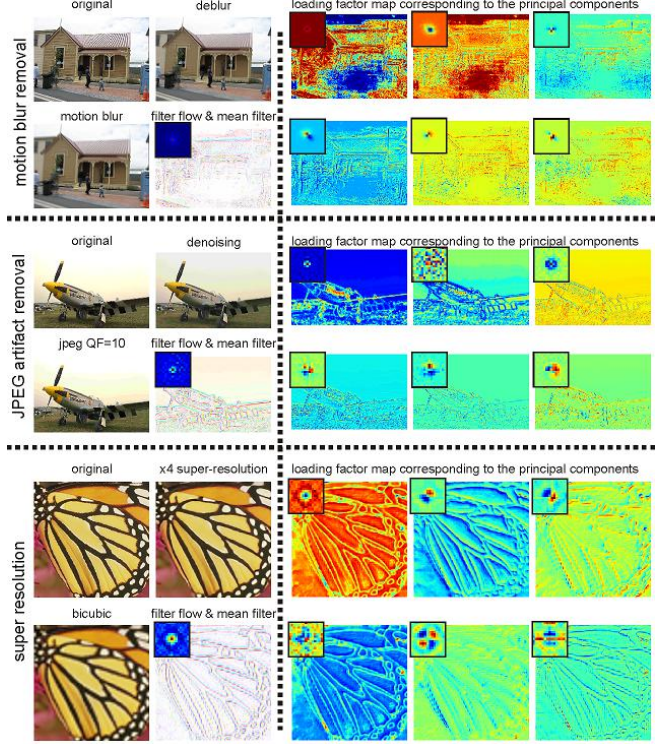 original deblur loading factor map corresponding to the principal components
motion blur removal
motion blur filter flow & mean filter
original denoising loading factor map corresponding to the principal components
JPEG artifact removal
jpeg QF=10 filter flow & mean filter
original x4 super-resolution loading factor map corresponding to the principal components
super resolution
bicubic filter flow & mean filter